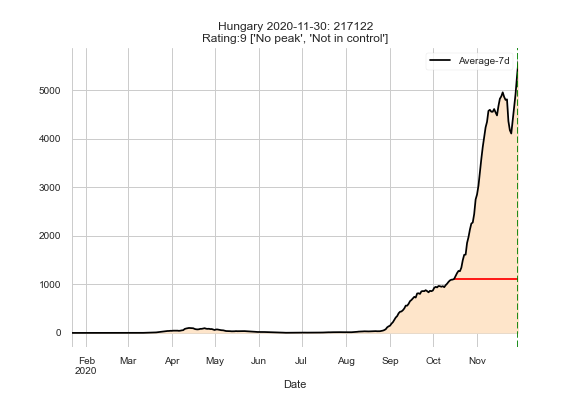 Hungary 2020-11-30: 217122
Rating:9 ['No peak', 'Not in control']
Average-7d
5000
4000
3000
2000
1000
0
Feb Mar Apr May Jun Jul Aug Sep Oct Nov
2020
Date